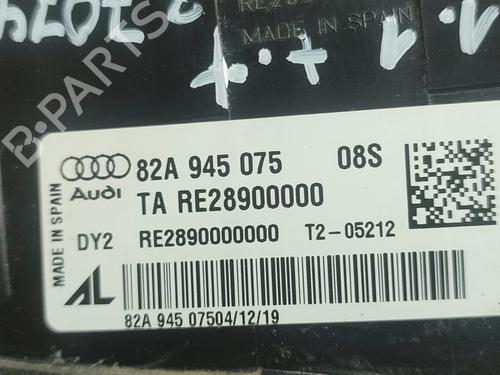 RE289
MADE IN SPAIN
B-PARTS
82A 945 075 08S
Audi
TA RE28900000
DY2 RE2890000000 T2-05212
MADE IN SPAIN
AL
82A 945 07504/12/19